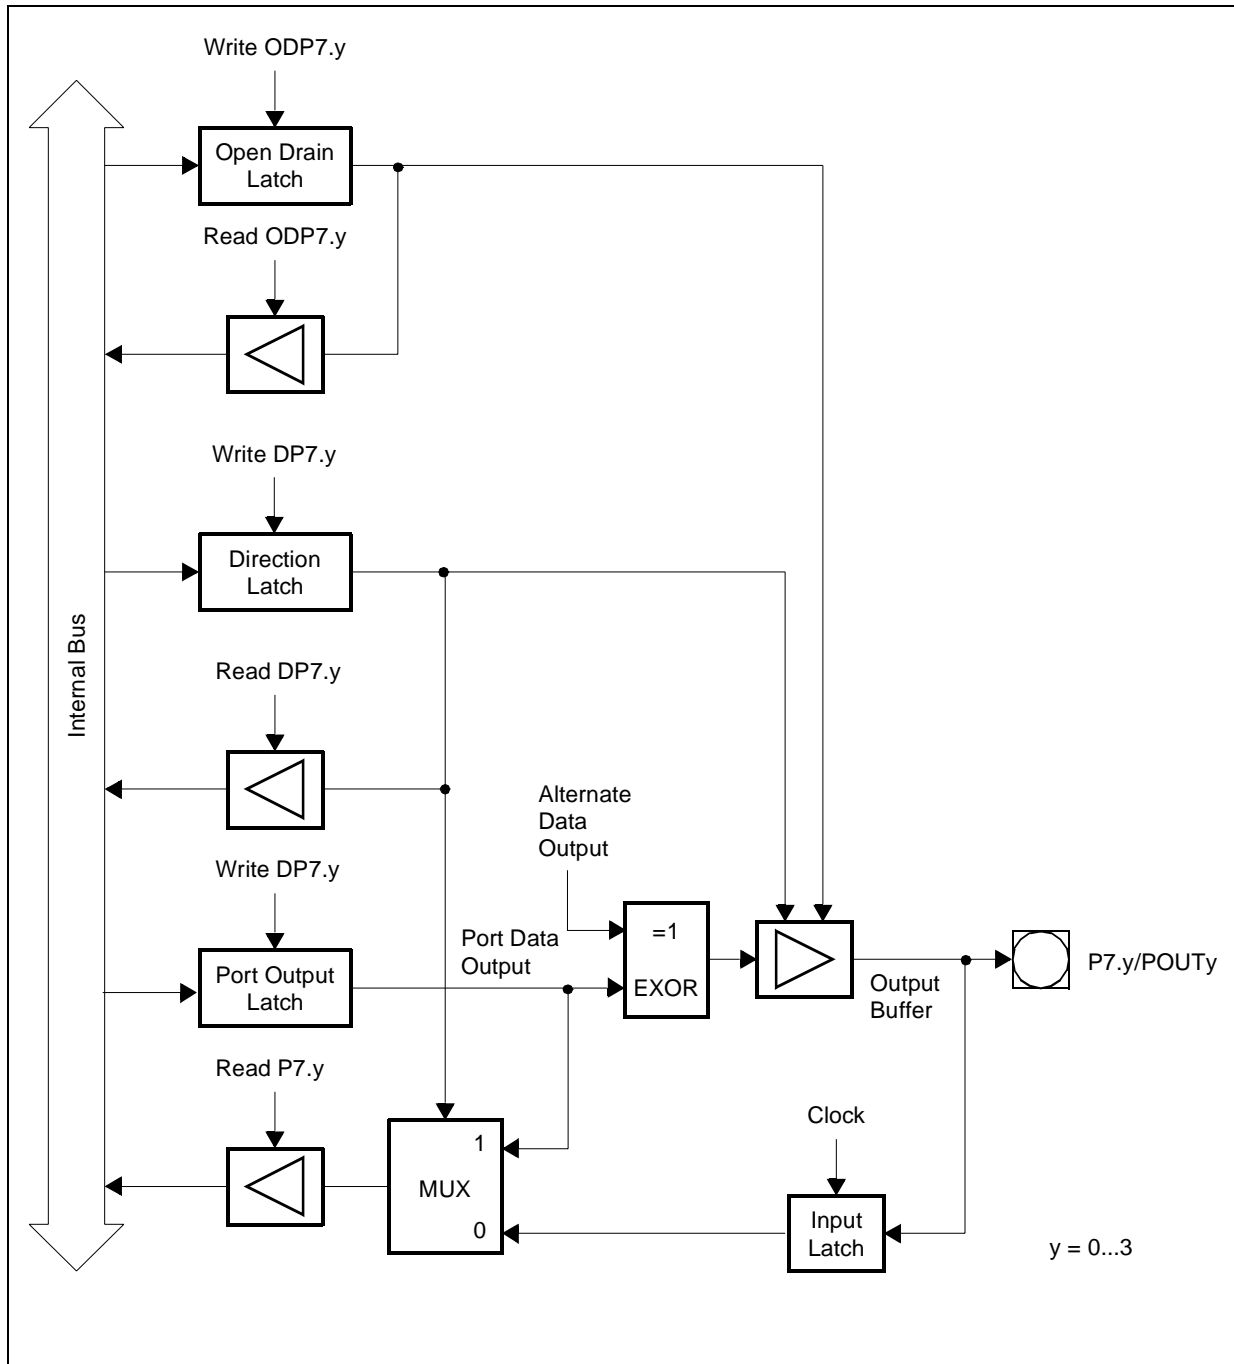 Write ODP7.y
Open Drain
Latch
Read ODP7.y
Write DP7.y
Direction
Latch
Internal Bus
Read DP7.y
Alternate
Data
Output
Write DP7.y
Port Data
Output
=1
EXOR
Port Output
Latch
Output
Buffer
P7.y/POUTy
Read P7.y
Clock
1
MUX
0
Input
Latch
y = 0...3